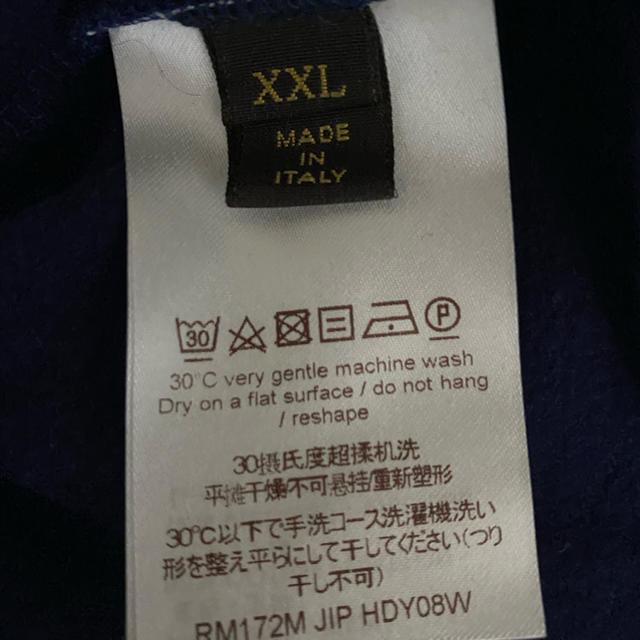 XXL
MADE
IN
ITALY
30
P
30°C very gentle machine wash
Dry on a flat surface / do not hang
/ reshape
30摄氏度超柔机洗
平摊干燥不可悬挂/重新塑形
30℃以下で手洗コース洗濯機洗い
形を整え平らにして干してください(つり
干し不可)
RM172M JIP HDY08W